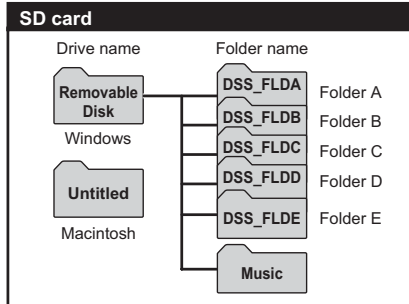 SD card
Drive name
Folder name
Removable
Disk
Windows
Untitled
Macintosh
DSS_FLDA
Folder A
DSS_FLDB
Folder B
DSS_FLDC
Folder C
DSS_FLDD
Folder D
DSS_FLDE
Folder E
Music